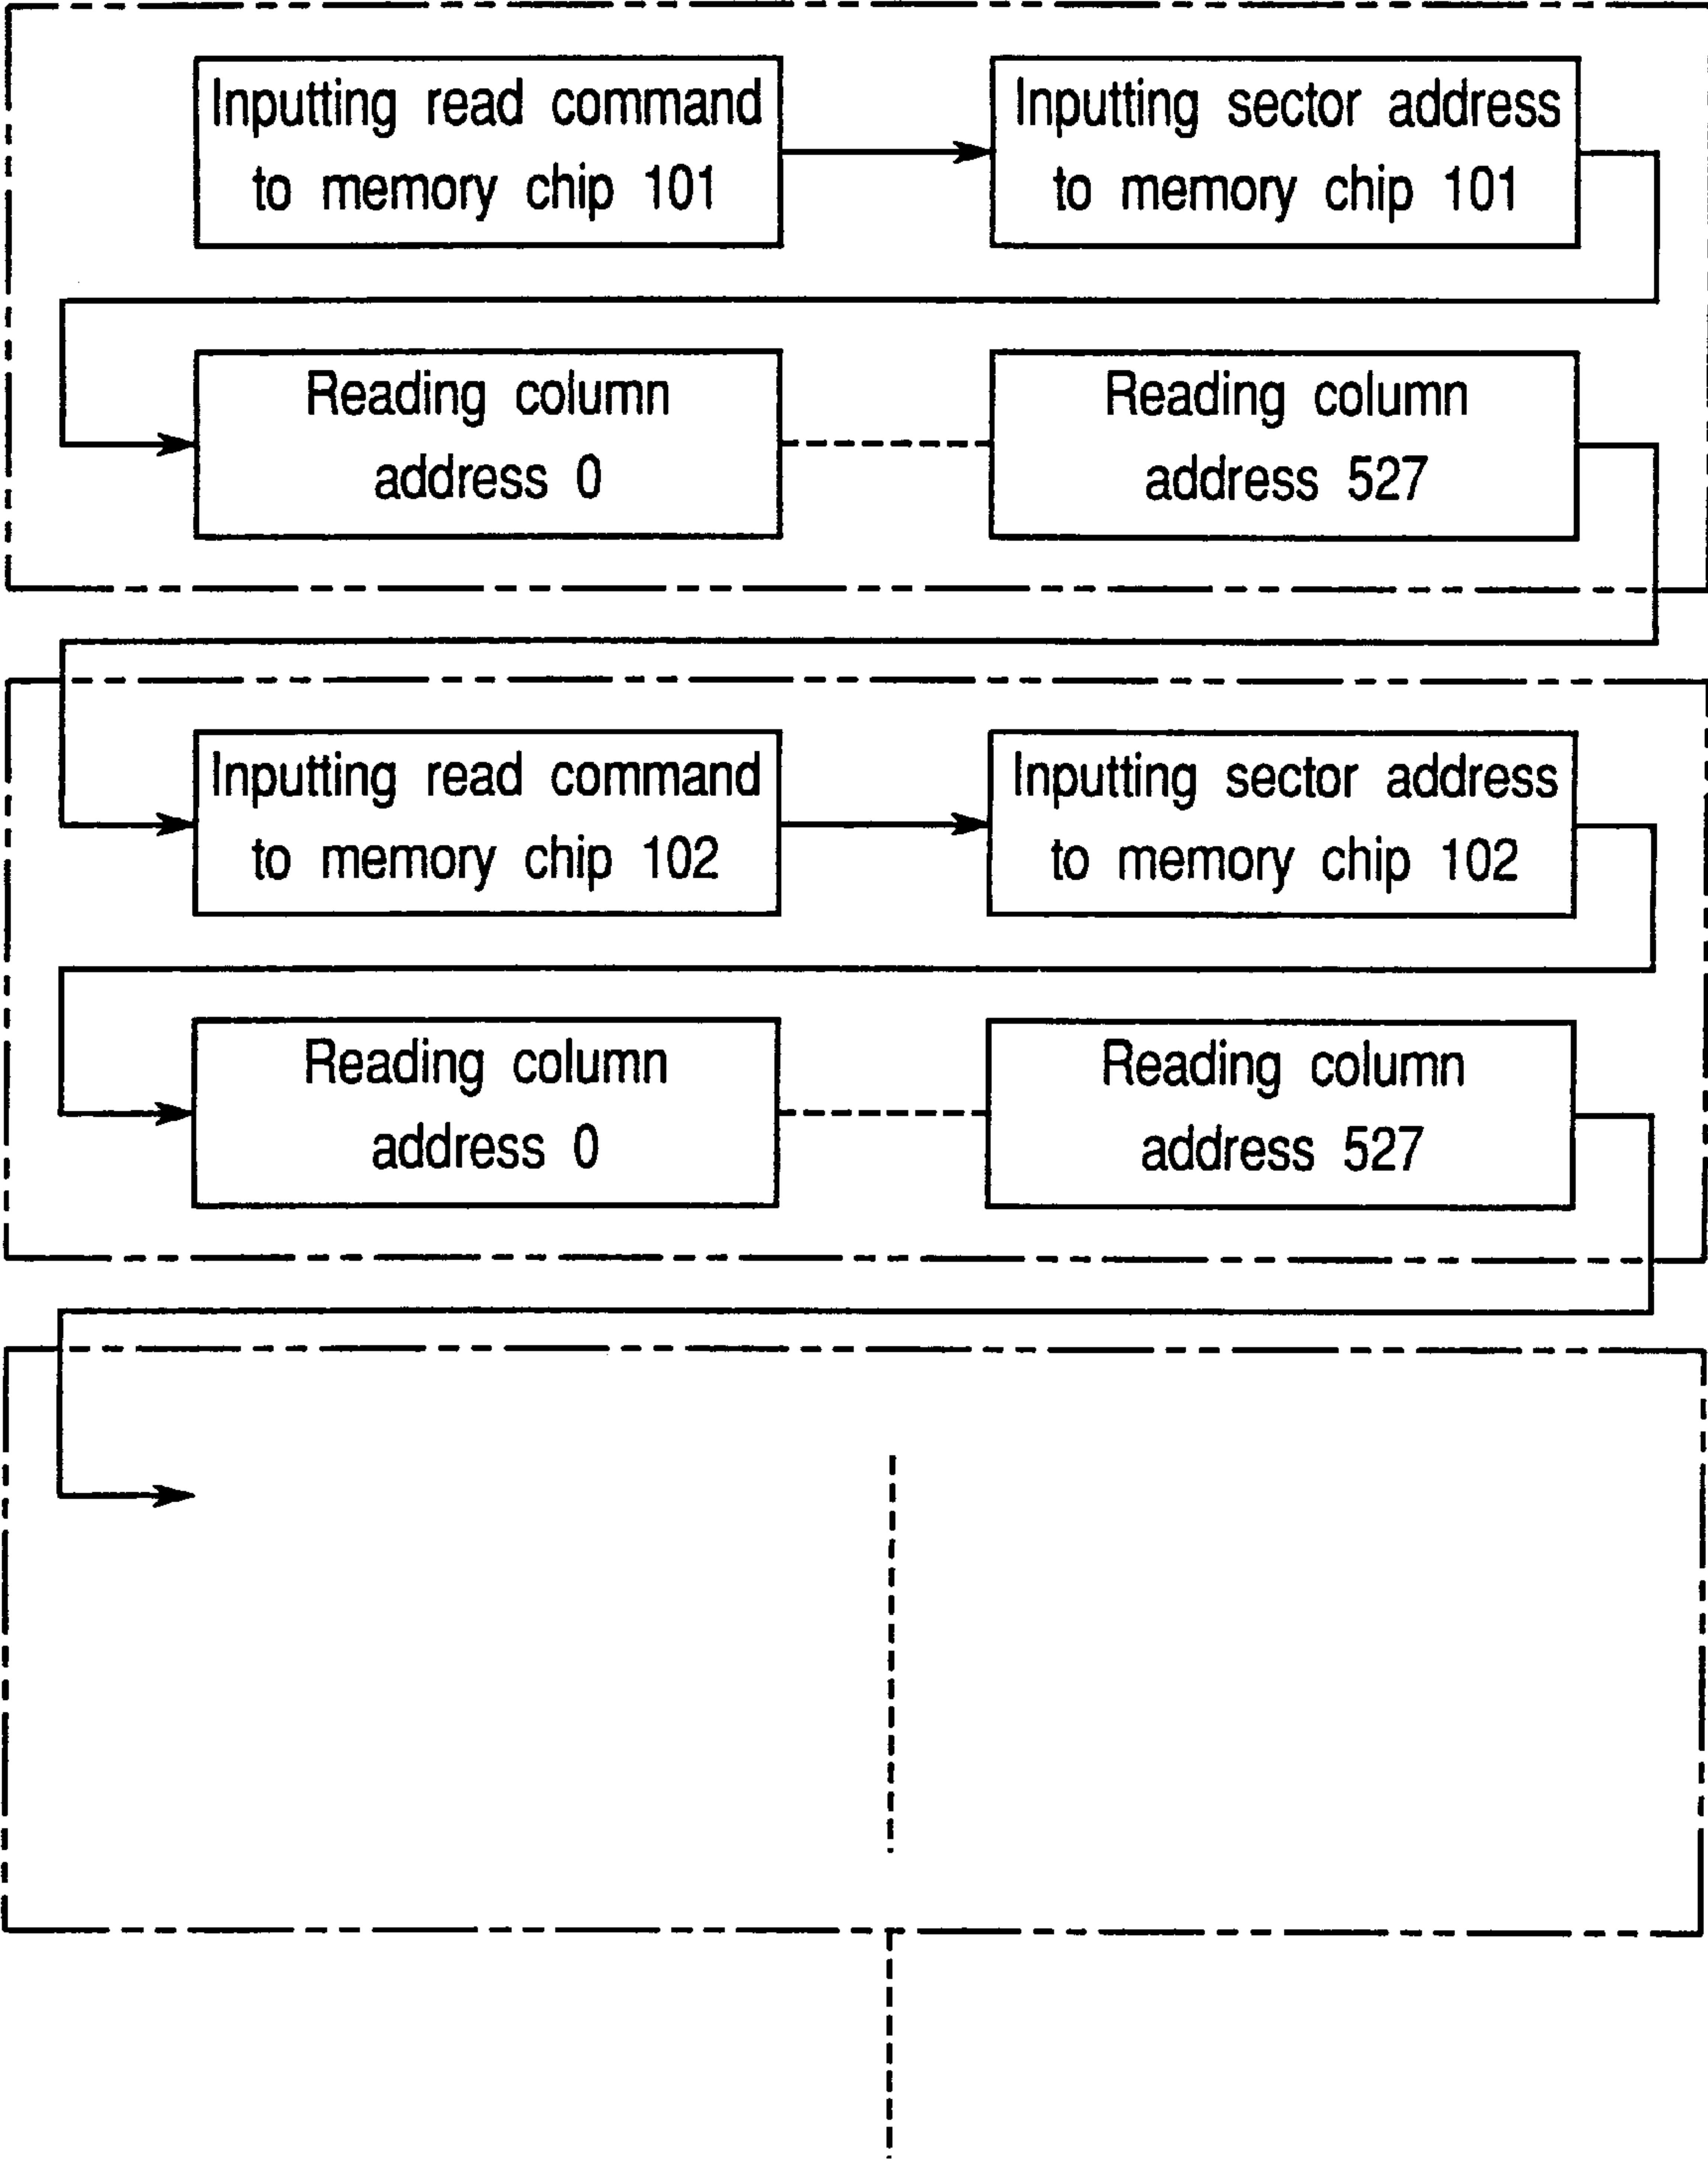 Inputting read command
to memory chip 101
Inputting sector address
to memory chip 101
Reading column
address 0
Reading column
address 527
Inputting read command
to memory chip 102
Inputting sector address
to memory chip 102
Reading column
address 0
Reading column
address 527